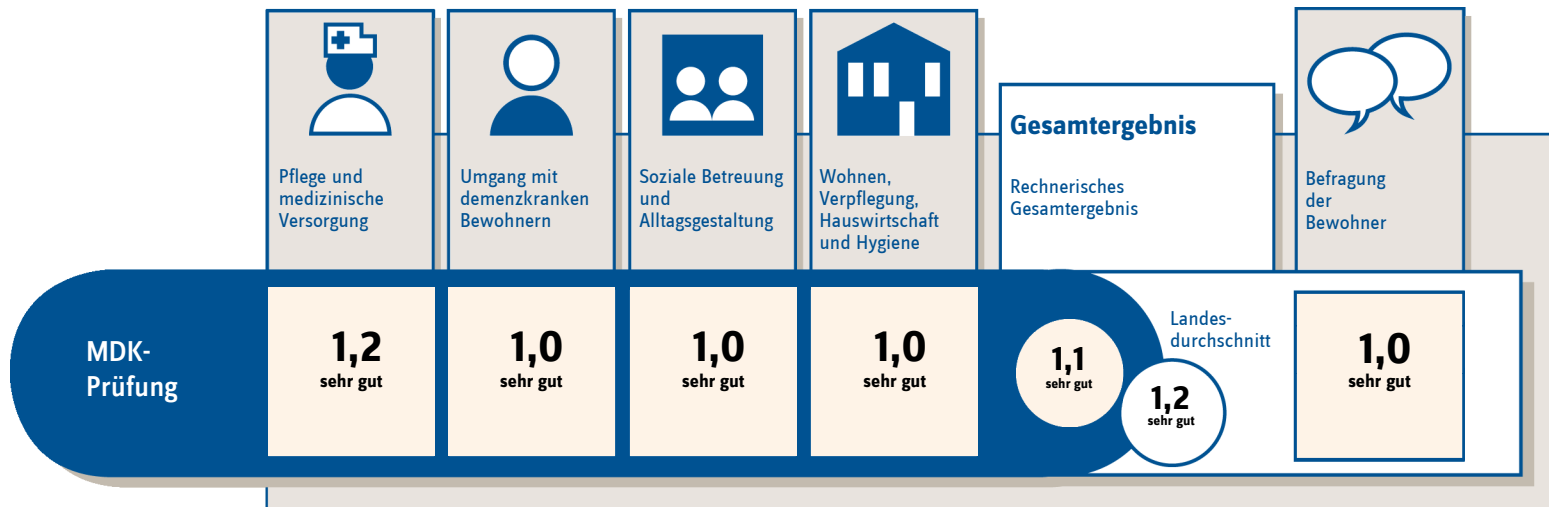 Pflege und
medizinische
Versorgung
Umgang mit
demenzkranken
Bewohnern
Soziale Betreuung
und
Alltagsgestaltung
Wohnen,
Verpflegung,
Hauswirtschaft
und Hygiene
Gesamtergebnis
Rechnerisches
Gesamtergebnis
Befragung
der
Bewohner
MDK-
Prüfung
1,2
sehr gut
1,0
sehr gut
1,0
sehr gut
1,0
sehr gut
1,1
sehr gut
Landes-
durchschnitt
1,2
sehr gut
1,0
sehr gut